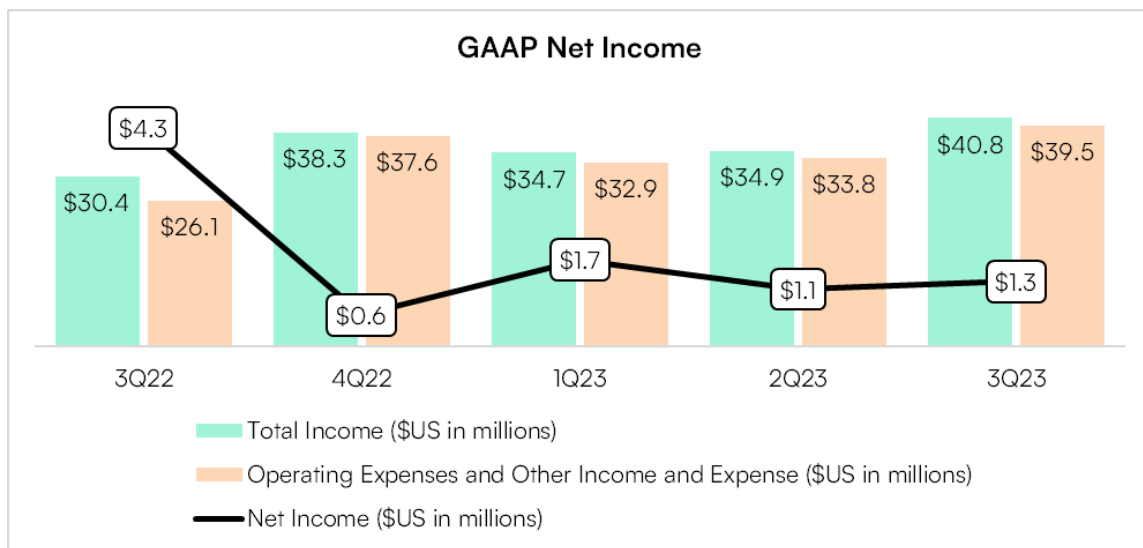 GAAP Net Income
$4.3
$30.4
$26.1
$38.3
$37.6
$0.6
$34.7
$32.9
$1.7
$34.9
$33.8
$1.1
$40.8
$39.5
$1.3
3Q22
4Q22
1Q23
2Q23
3Q23
Total Income ($US in millions)
Operating Expenses and Other Income and Expense ($US in millions)
Net Income ($US in millions)